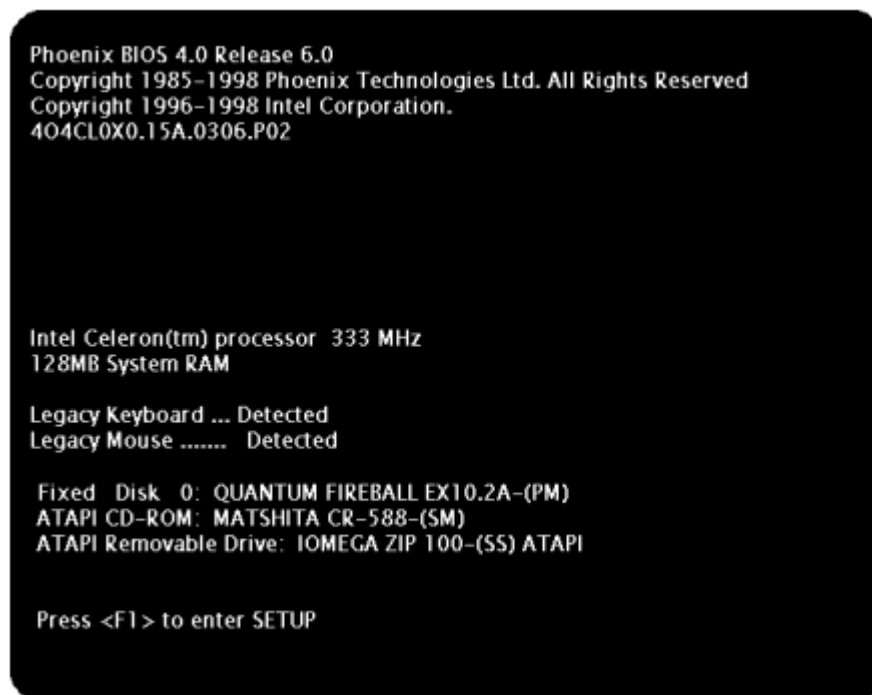 Phoenix BIOS 4.0 Release 6.0
Copyright 1985-1998 Phoenix Technologies Ltd. All Rights Reserved
Copyright 1996-1998 Intel Corporation.
4O4CL0X0.15A.0306.P02
Intel Celeron(tm) processor 333 MHz
128MB System RAM
Legacy Keyboard ... Detected
Legacy Mouse ....... Detected
Fixed Disk 0: QUANTUM FIREBALL EX10.2A-(PM)
ATAPI CD-ROM: MATSHITA CR-588-(SM)
ATAPI Removable Drive: IOMEGA ZIP 100-(SS) ATAPI
Press <F1> to enter SETUP